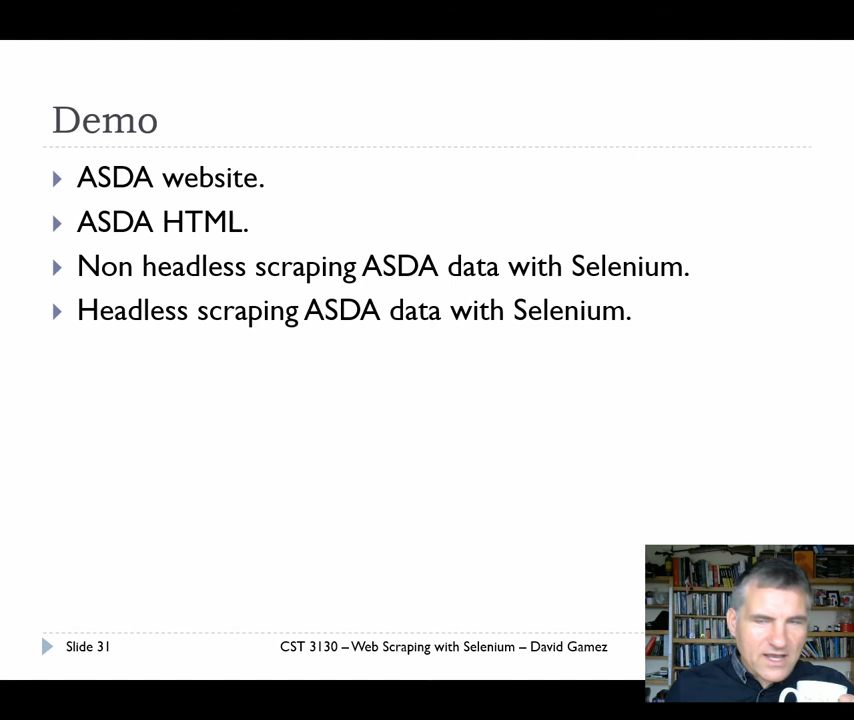 Demo
ASDA website.
ASDA HTML.
Non headless scraping ASDA data with Selenium.
Headless scraping ASDA data with Selenium.
Slide 31
CST 3130 – Web Scraping with Selenium – David Gamez